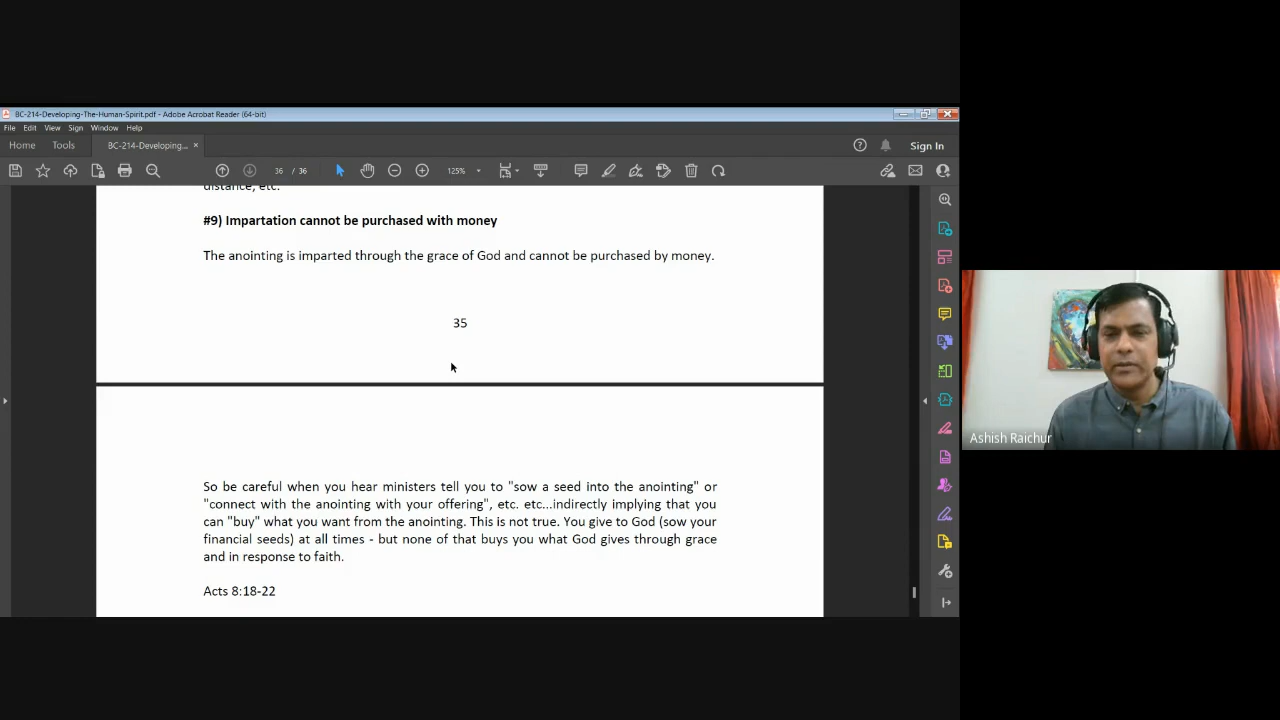 BC-214-Developing-The-Human-Spirit.pdf - Adobe Acrobat Reader (64-bit)
File Edit View Sign Window Help
Home Tools BC-214-Developing... × Sign In
36 / 36 125%
distance, etc.
#9) Impartation cannot be purchased with money
The anointing is imparted through the grace of God and cannot be purchased by money.
35
So be careful when you hear ministers tell you to "sow a seed into the anointing" or
"connect with the anointing with your offering", etc. etc...indirectly implying that you
can "buy" what you want from the anointing. This is not true. You give to God (sow your
financial seeds) at all times - but none of that buys you what God gives through grace
and in response to faith.
Acts 8:18-22
Ashish Raichur